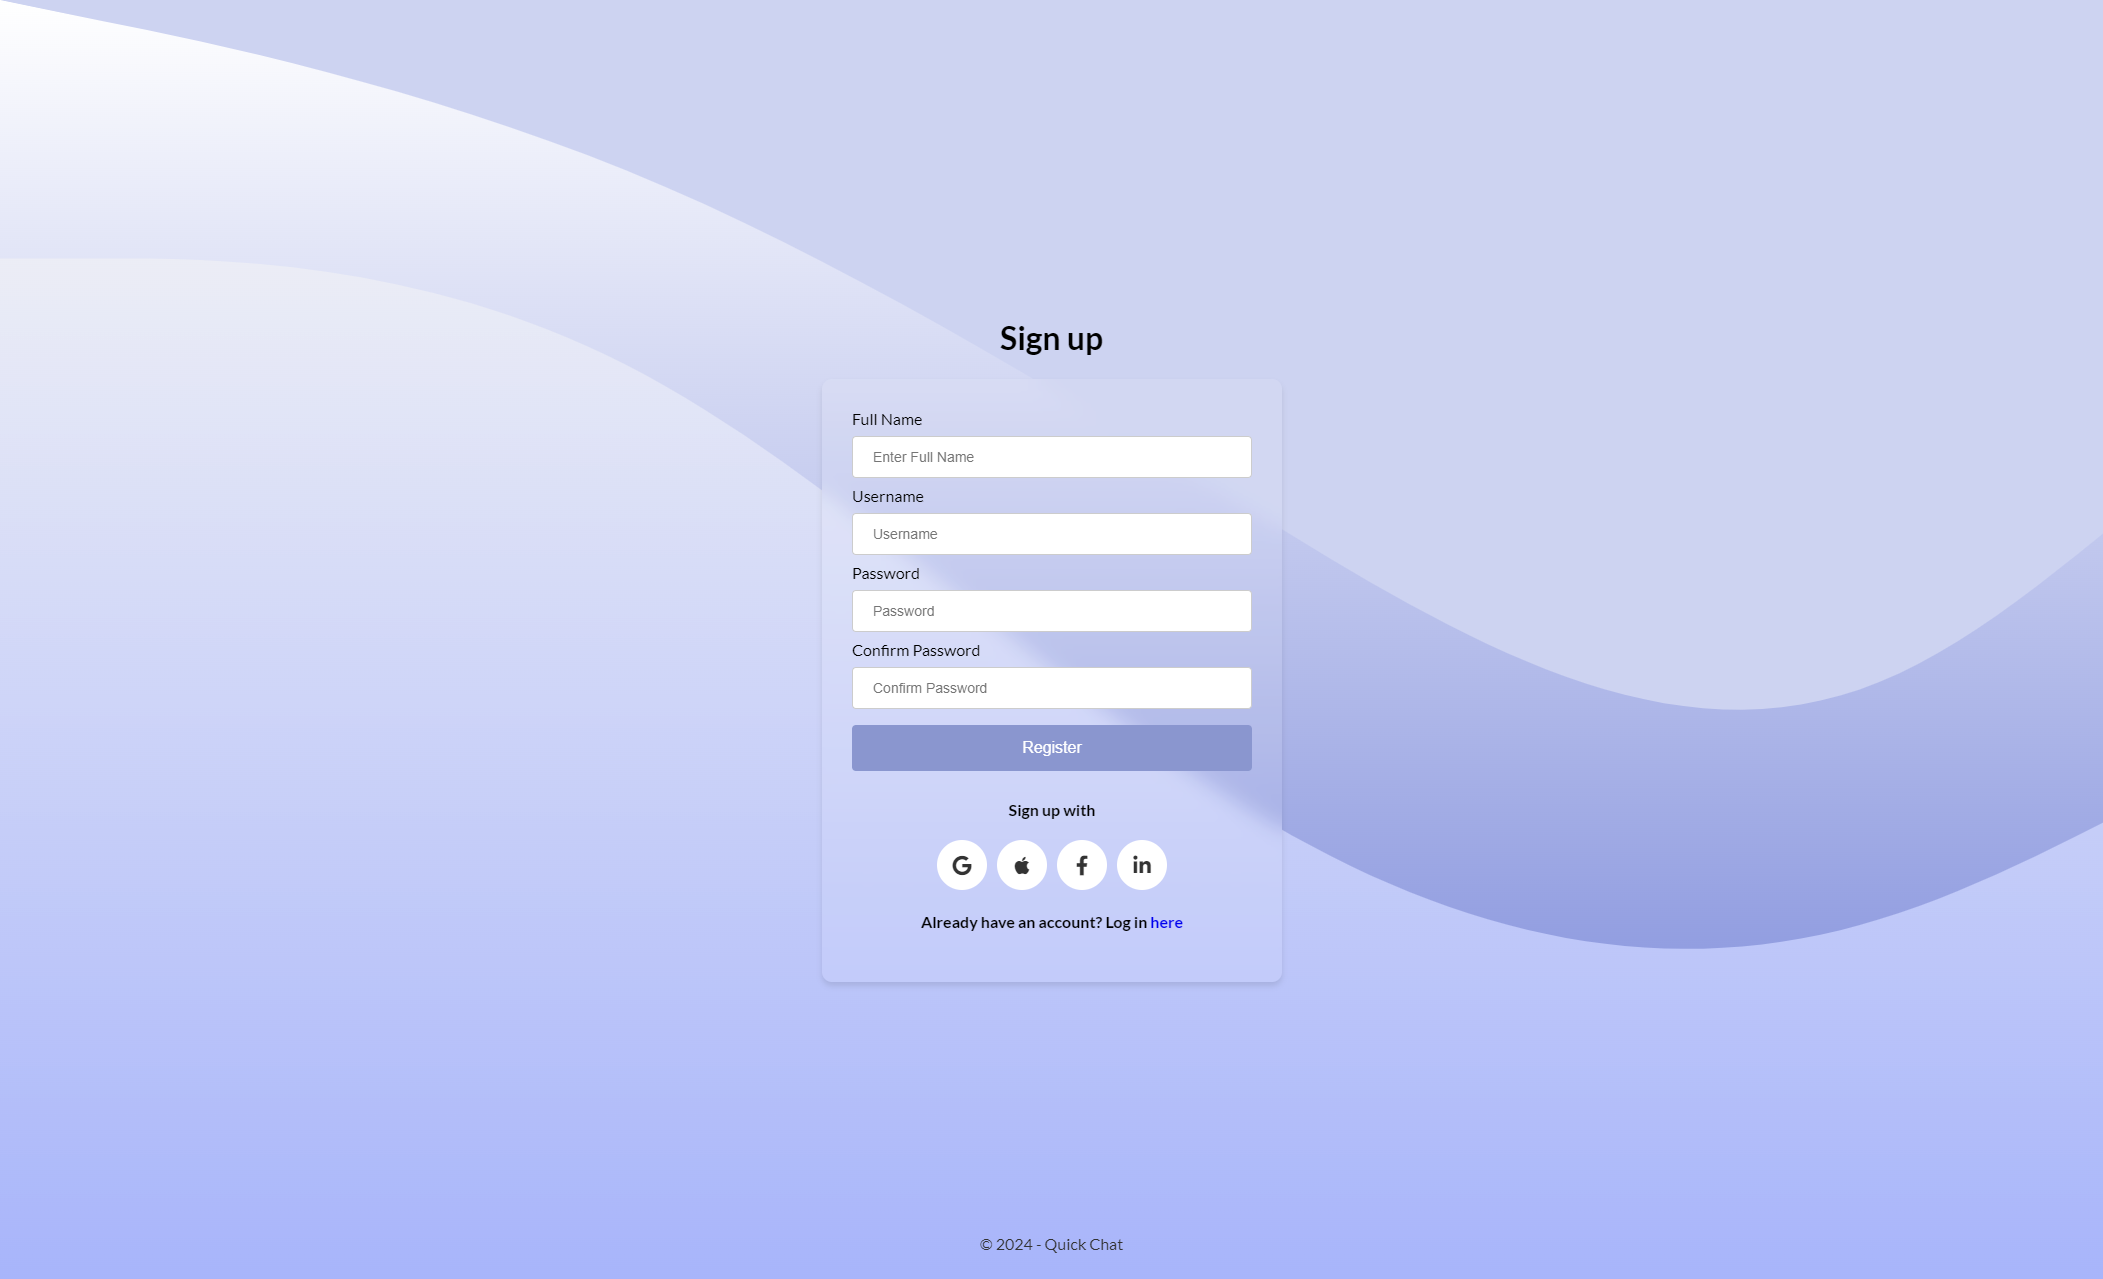 Sign up
Full Name
Enter Full Name
Username
Username
Password
Password
Confirm Password
Confirm Password
Register
Sign up with
Already have an account? Log in here
© 2024 - Quick Chat